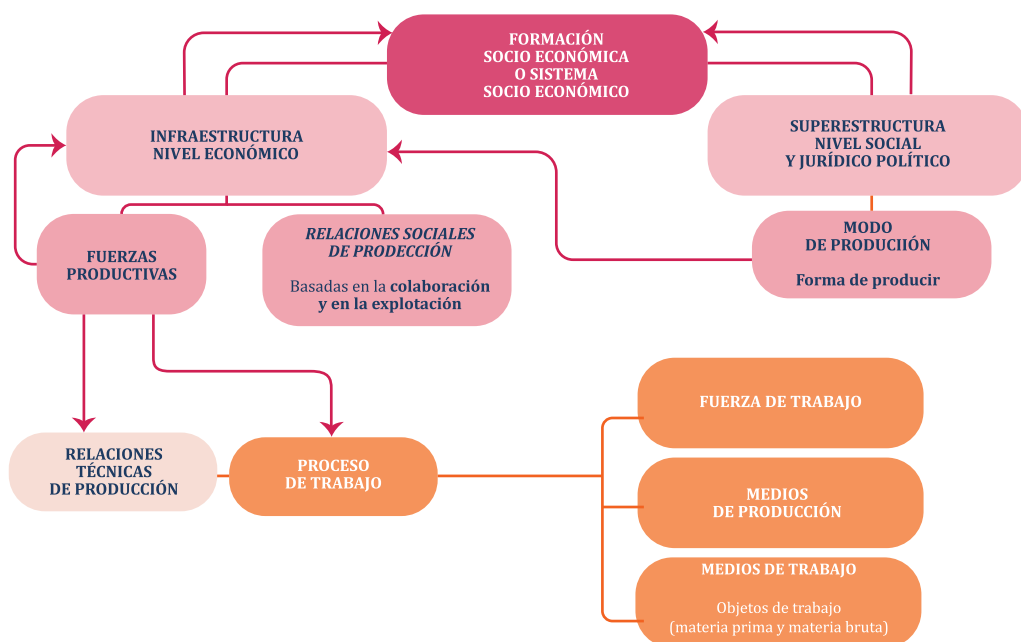 FORMACIÓN
SOCIO ECONÓMICA
O SISTEMA
SOCIO ECONÓMICO
INFRAESTRUCTURA
NIVEL ECONÓMICO
SUPERESTRUCTURA
NIVEL SOCIAL
Y JURÍDICO POLÍTICO
FUERZAS
PRODUCTIVAS
RELACIONES SOCIALES
DE PRODECCIÓN
Basadas en la colaboración
y en la explotación
MODO
DE PRODUCIIÓN
Forma de producir
RELACIONES
TÉCNICAS
DE PRODUCCIÓN
PROCESO
DE TRABAJO
FUERZA DE TRABAJO
MEDIOS
DE PRODUCCIÓN
MEDIOS DE TRABAJO
Objetos de trabajo
(materia prima y materia bruta)